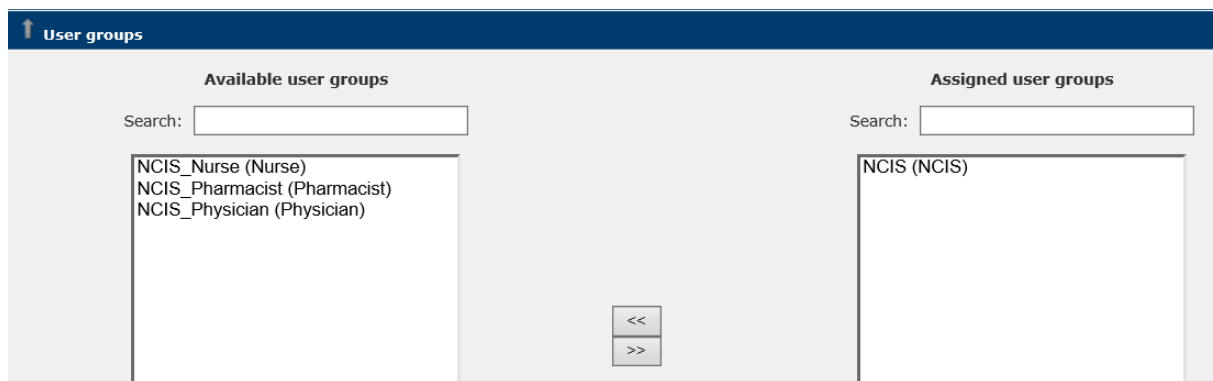 User groups
Available user groups
Assigned user groups
Search:
Search:
NCIS_Nurse (Nurse)
NCIS_Pharmacist (Pharmacist)
NCIS_Physician (Physician)
NCIS (NCIS)
<<
>>